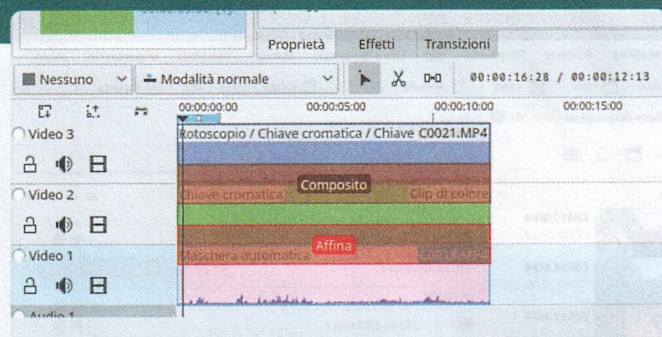 Proprietà Effetti Transizioni
Nessuno Modalità normale 00:00:16:28 / 00:00:12:13
00:00:00:00 00:00:05:00 00:00:10:00 00:00:15:00
Video 3
Rotoscopio / Chiave cromatica / Chiave C0021.MP4
Composito
Video 2
Chiave cromatica Clip di colore
Affina
Video 1
Maschera automatica
Audio 1